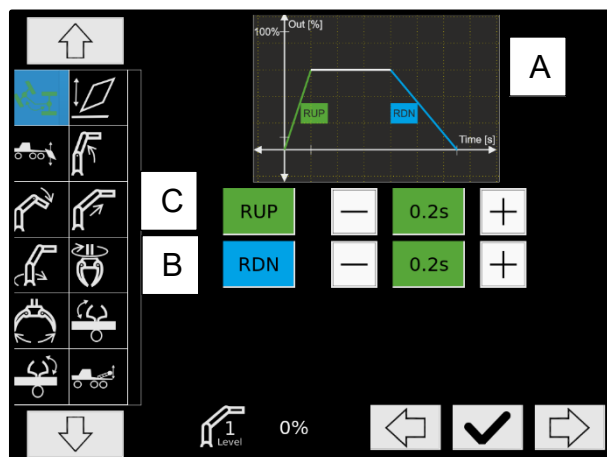 Out [%]
100%
A
RUP
RDN
Time [s]
C
RUP
0.2s
B
RDN
0.2s
1
Level
0%